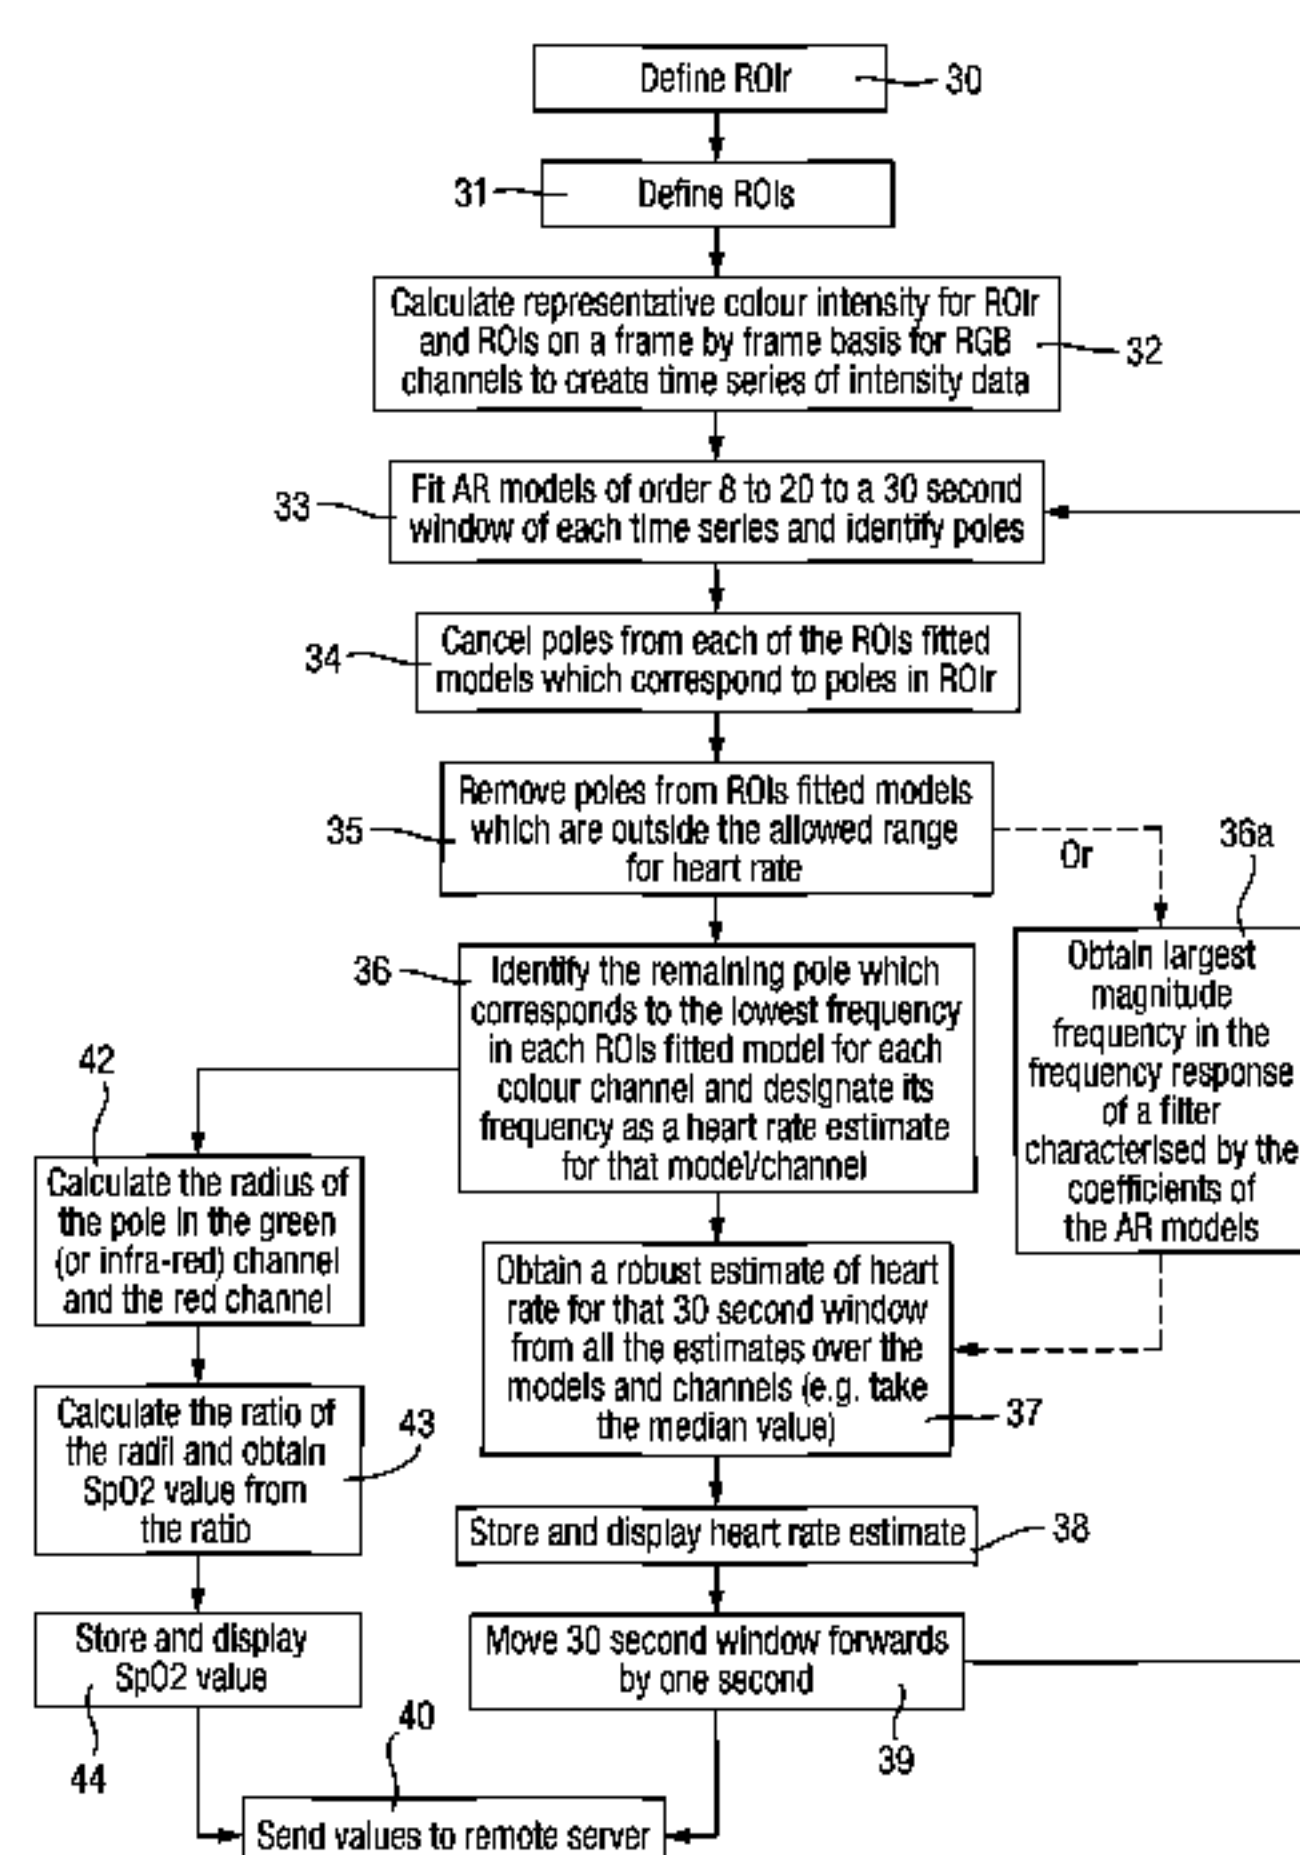 Define ROIr
30
31
Define ROIs
Calculate representative colour intensity for ROIr
and ROIs on a frame by frame basis for RGB
channels to create time series of intensity data
32
33
Fit AR models of order 8 to 20 to a 30 second
window of each time series and identify poles
34
Cancel poles from each of the ROIs fitted
models which correspond to poles in ROIr
35
Remove poles from ROIs fitted models
which are outside the allowed range
for heart rate
Or
36a
Obtain largest
magnitude
frequency in the
frequency response
of a filter
characterised by the
coefficients of
the AR models
36
Identify the remaining pole which
corresponds to the lowest frequency
in each ROIs fitted model for each
colour channel and designate its
frequency as a heart rate estimate
for that model/channel
42
Calculate the radius of
the pole in the green
(or infra-red) channel
and the red channel
Obtain a robust estimate of heart
rate for that 30 second window
from all the estimates over the
models and channels (e.g. take
the median value)
37
Calculate the ratio of
the radii and obtain
SpO2 value from
the ratio
43
Store and display heart rate estimate
38
Store and display
SpO2 value
44
Move 30 second window forwards
by one second
39
40
Send values to remote server